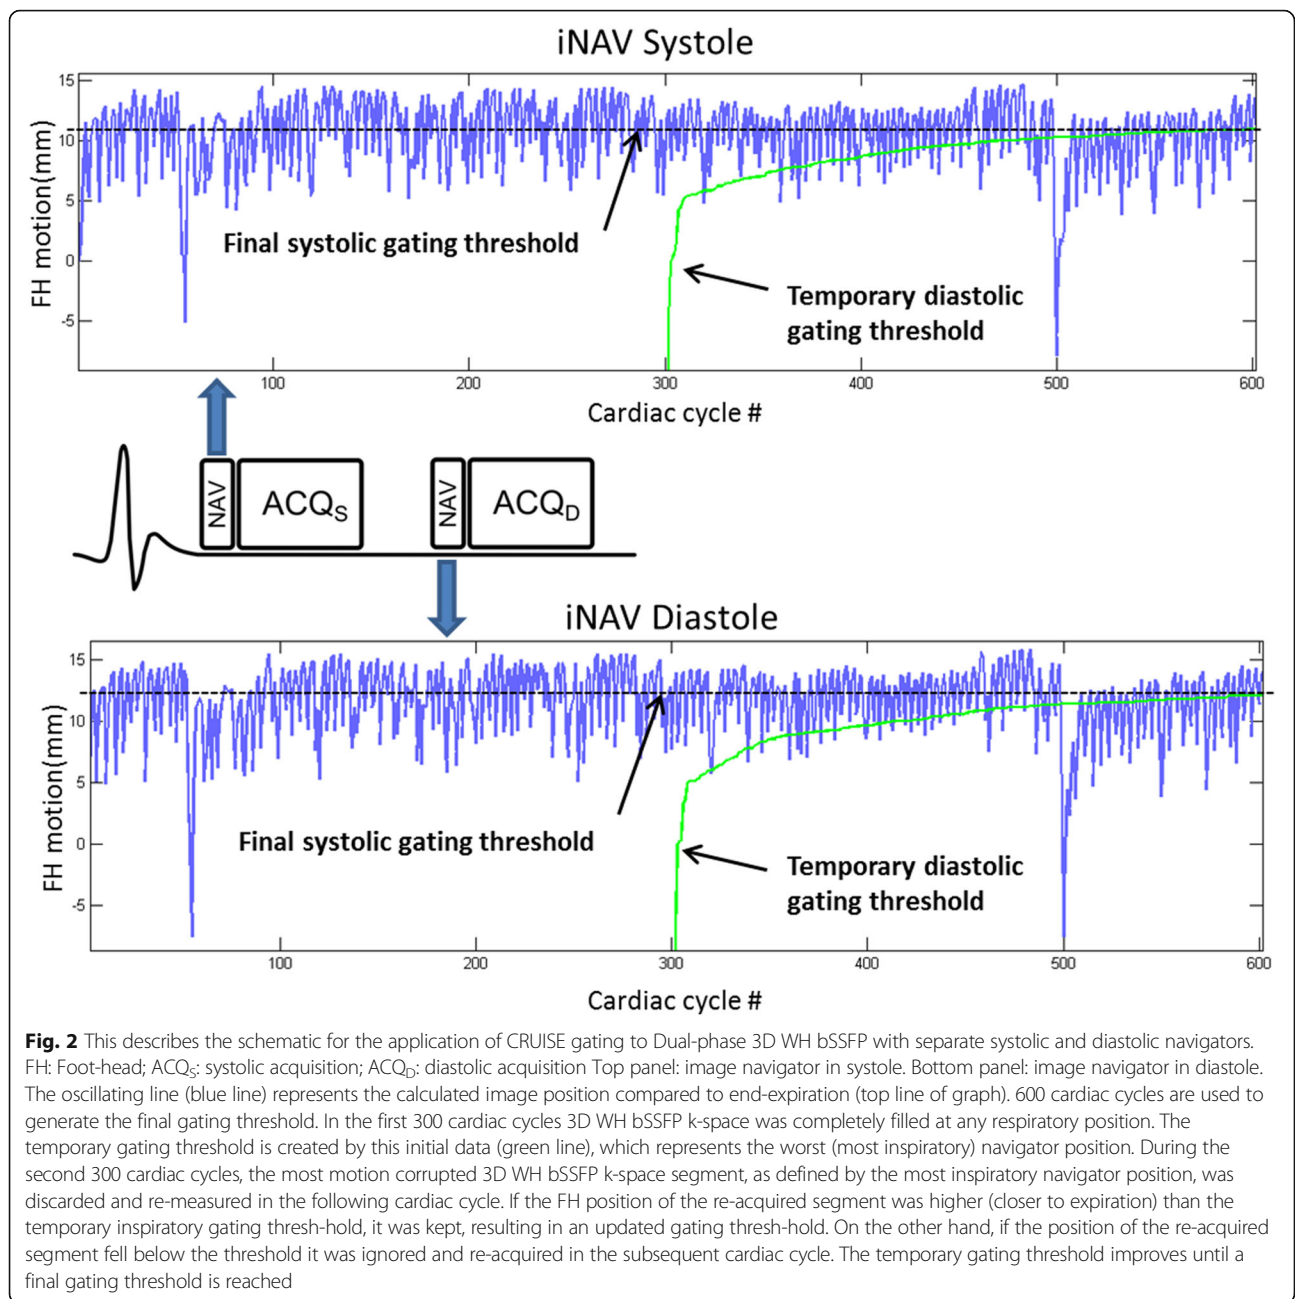 iNAV Systole
FH motion(mm)
15
10
5
0
-5
Final systolic gating threshold
Temporary diastolic
gating threshold
100
200
300
400
500
600
Cardiac cycle #
NAV
ACQS
NAV
ACQD
iNAV Diastole
FH motion(mm)
15
10
5
0
-5
Final systolic gating threshold
Temporary diastolic
gating threshold
100
200
300
400
500
600
Cardiac cycle #
Fig. 2 This describes the schematic for the application of CRUISE gating to Dual-phase 3D WH bSSFP with separate systolic and diastolic navigators.
FH: Foot-head; ACQS: systolic acquisition; ACQD: diastolic acquisition Top panel: image navigator in systole. Bottom panel: image navigator in diastole.
The oscillating line (blue line) represents the calculated image position compared to end-expiration (top line of graph). 600 cardiac cycles are used to
generate the final gating threshold. In the first 300 cardiac cycles 3D WH bSSFP k-space was completely filled at any respiratory position. The
temporary gating threshold is created by this initial data (green line), which represents the worst (most inspiratory) navigator position. During the
second 300 cardiac cycles, the most motion corrupted 3D WH bSSFP k-space segment, as defined by the most inspiratory navigator position, was
discarded and re-measured in the following cardiac cycle. If the FH position of the re-acquired segment was higher (closer to expiration) than the
temporary inspiratory gating thresh-hold, it was kept, resulting in an updated gating thresh-hold. On the other hand, if the position of the re-acquired
segment fell below the threshold it was ignored and re-acquired in the subsequent cardiac cycle. The temporary gating threshold improves until a
final gating threshold is reached